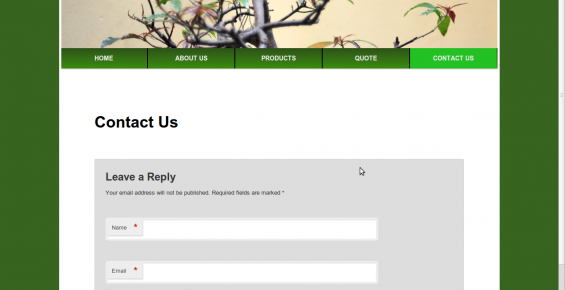 HOME ABOUT US PRODUCTS QUOTE CONTACT US
Contact Us
Leave a Reply
Your email address will not be published. Required fields are marked *
Name *
Email *